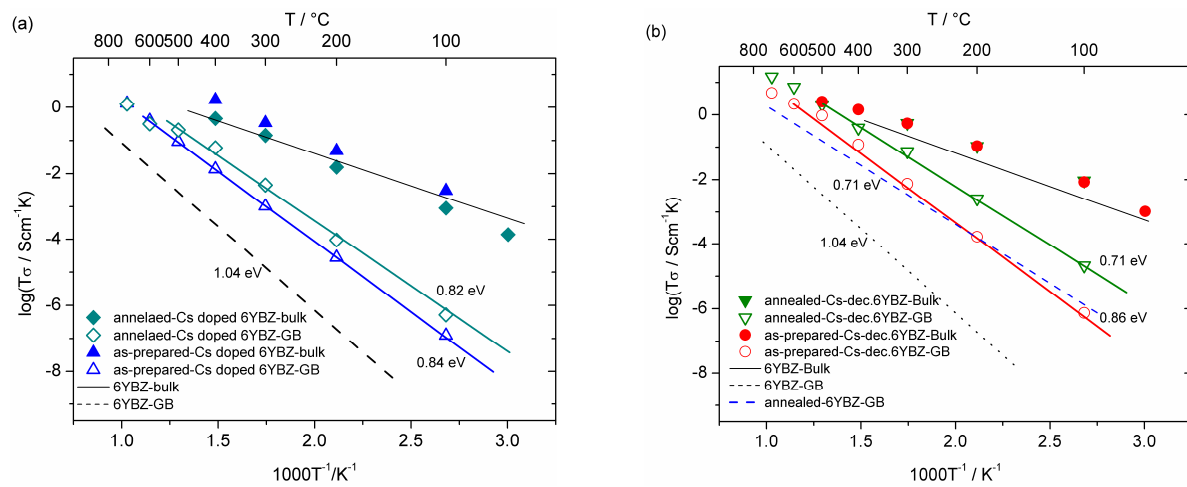 (a)
T / °C
800 600 500 400 300 200 100
0
-2
-4
-6
-8
log(Tσ / Scm⁻¹K)
1.04 eV
0.82 eV
0.84 eV
annelaed-Cs doped 6YBZ-bulk
annelaed-Cs doped 6YBZ-GB
as-prepared-Cs doped 6YBZ-bulk
as-prepared-Cs doped 6YBZ-GB
6YBZ-bulk
6YBZ-GB
1.0 1.5 2.0 2.5 3.0
1000T⁻¹/K⁻¹
(b)
T / °C
800 600 500 400 300 200 100
0
-2
-4
-6
-8
log(Tσ / Scm⁻¹K)
0.71 eV
1.04 eV
0.71 eV
0.86 eV
annealed-Cs-dec.6YBZ-Bulk
annealed-Cs-dec.6YBZ-GB
as-prepared-Cs-dec.6YBZ-Bulk
as-prepared-Cs-dec.6YBZ-GB
6YBZ-Bulk
6YBZ-GB
annealed-6YBZ-GB
1.0 1.5 2.0 2.5 3.0
1000T⁻¹ / K⁻¹